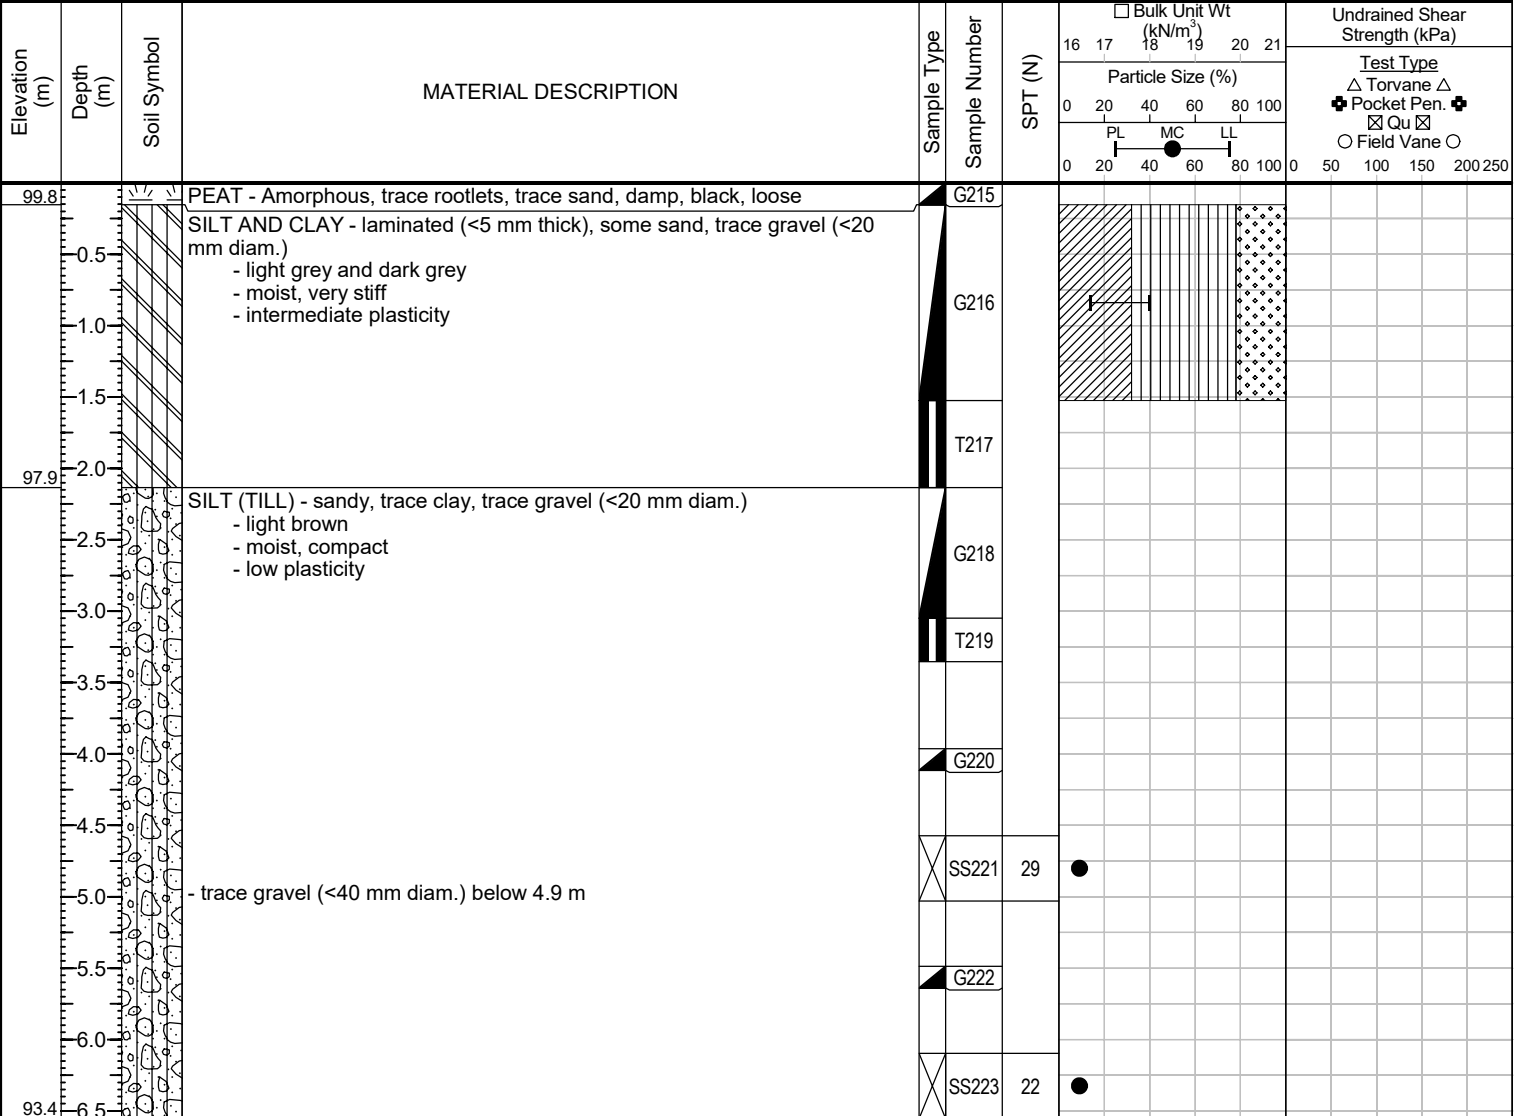 Elevation
(m)
Depth
(m)
Soil Symbol
MATERIAL DESCRIPTION
Sample Type
Sample Number
SPT (N)
Bulk Unit Wt
(kN/m3)
16 17 18 19 20 21
Particle Size (%)
0 20 40 60 80 100
PL MC LL
0 20 40 60 80 100
Undrained Shear
Strength (kPa)
Test Type
Torvane
Pocket Pen.
Qu
Field Vane
0 50 100 150 200 250
99.8
PEAT - Amorphous, trace rootlets, trace sand, damp, black, loose
G215
SILT AND CLAY - laminated (<5 mm thick), some sand, trace gravel (<20
mm diam.)
-0.5
- light grey and dark grey
- moist, very stiff
G216
- intermediate plasticity
-1.0
-1.5
T217
-2.0
97.9
SILT (TILL) - sandy, trace clay, trace gravel (<20 mm diam.)
- light brown
-2.5
- moist, compact
G218
- low plasticity
-3.0
T219
-3.5
-4.0
G220
-4.5
SS221 29
-5.0
- trace gravel (<40 mm diam.) below 4.9 m
-5.5
G222
-6.0
SS223 22
93.4
-6.5